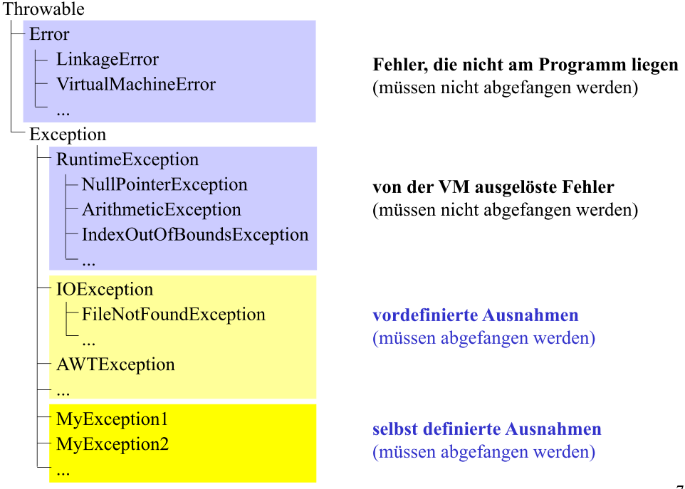 Throwable
Error
LinkageError
VirtualMachineError
...
Fehler, die nicht am Programm liegen
(müssen nicht abgefangen werden)
Exception
RuntimeException
NullPointerException
ArithmeticException
IndexOutOfBoundsException
...
von der VM ausgelöste Fehler
(müssen nicht abgefangen werden)
IOException
FileNotFoundException
...
AWTException
...
vordefinierte Ausnahmen
(müssen abgefangen werden)
MyException1
MyException2
...
selbst definierte Ausnahmen
(müssen abgefangen werden)